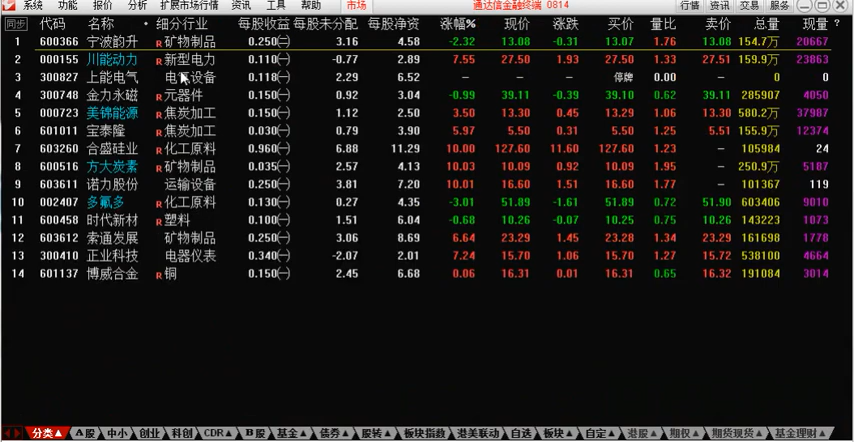 系统 功能 报价 分析 扩展市场行情 资讯 工具 帮助 市场 通达信金融终端 0814 行情 资讯 交易 服务
同步 代码 名称 · 细分行业 每股收益 每股未分配 每股净资 涨幅% 现价 涨跌 买价 量比 卖价 总量 现量 ?
1 600366 宁波韵升 R 矿物制品 0.250㈠ 3.16 4.58 -2.32 13.08 -0.31 13.07 1.76 13.08 154.7万 20667
2 000155 川能动力 R 新型电力 0.110㈠ -0.77 2.89 7.55 27.50 1.93 27.50 1.33 27.51 159.9万 23863
3 300827 上能电气 电气设备 0.118㈠ 2.29 6.52 – – – 停牌 0.00 – 0 0
4 300748 金力永磁 R 元器件 0.150㈠ 0.92 3.04 -0.99 39.11 -0.39 39.10 0.62 39.11 285907 4050
5 000723 美锦能源 R 焦炭加工 0.150㈠ 1.12 2.50 3.50 13.30 0.45 13.29 1.06 13.30 580.2万 37987
6 601011 宝泰隆 R 焦炭加工 0.030㈠ 0.79 3.90 5.97 5.50 0.31 5.50 1.25 5.51 155.9万 12374
7 603260 合盛硅业 R 化工原料 0.960㈠ 6.88 11.29 10.00 127.60 11.60 127.60 1.23 – 105984 24
8 600516 方大炭素 R 矿物制品 0.035㈠ 2.57 4.13 10.03 10.09 0.92 10.09 1.95 – 250.9万 5187
9 603611 诺力股份 运输设备 0.250㈠ 3.81 7.20 10.01 16.60 1.51 16.60 1.77 – 101367 119
10 002407 多氟多 R 化工原料 0.130㈠ 0.27 4.35 -3.01 51.89 -1.61 51.89 0.72 51.90 603406 9010
11 600458 时代新材 R 塑料 0.100㈠ 1.51 6.04 -0.68 10.26 -0.07 10.25 0.75 10.26 143223 1073
12 603612 索通发展 矿物制品 0.250㈠ 3.06 8.69 6.64 23.29 1.45 23.28 1.34 23.29 161698 1778
13 300410 正业科技 电器仪表 0.340㈠ -2.07 2.01 7.24 15.70 1.06 15.70 1.27 15.72 538100 4664
14 601137 博威合金 R 铜 0.150㈠ 2.45 6.68 0.06 16.31 0.01 16.31 0.65 16.32 191084 3014
分类▲ A股 中小 创业 科创 CDR▲ B股 基金▲ 债券▲ 股转▲ 板块指数 港美联动 自选 板块▲ 自定▲ 港股▲ 期权▲ 期货现货▲ 基金理财▲